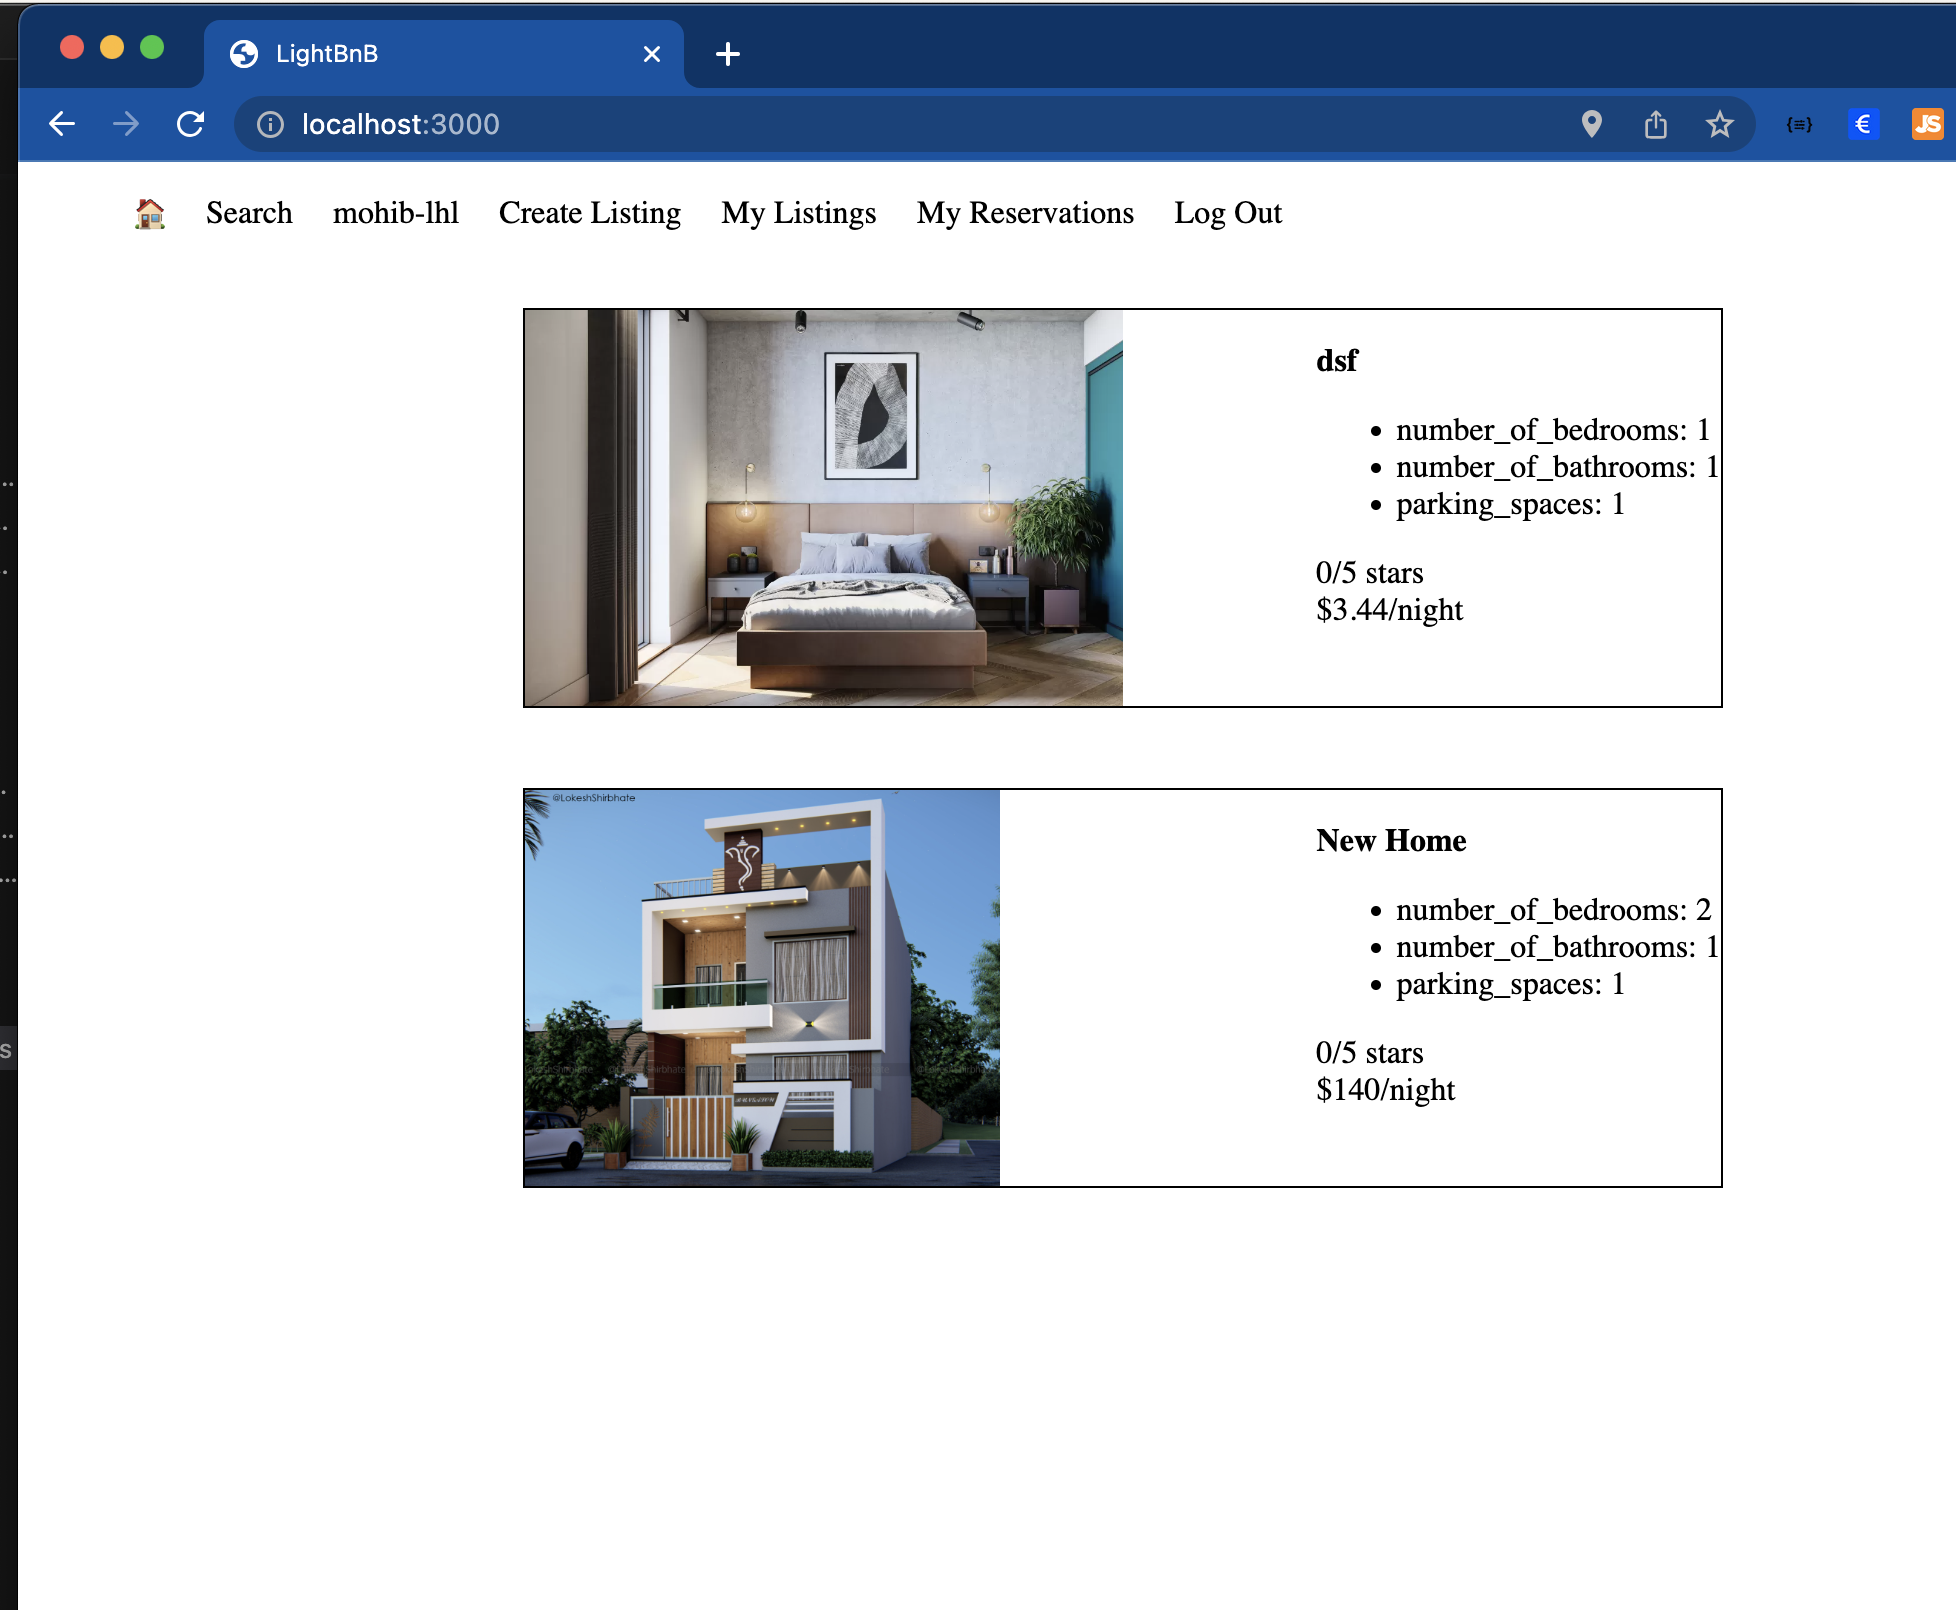 LightBnB
localhost:3000
JS
Search mohib-lhl Create Listing My Listings My Reservations Log Out
dsf
number_of_bedrooms: 1
number_of_bathrooms: 1
parking_spaces: 1
0/5 stars
$3.44/night
@LokeshShirbhate
New Home
number_of_bedrooms: 2
number_of_bathrooms: 1
parking_spaces: 1
0/5 stars
$140/night